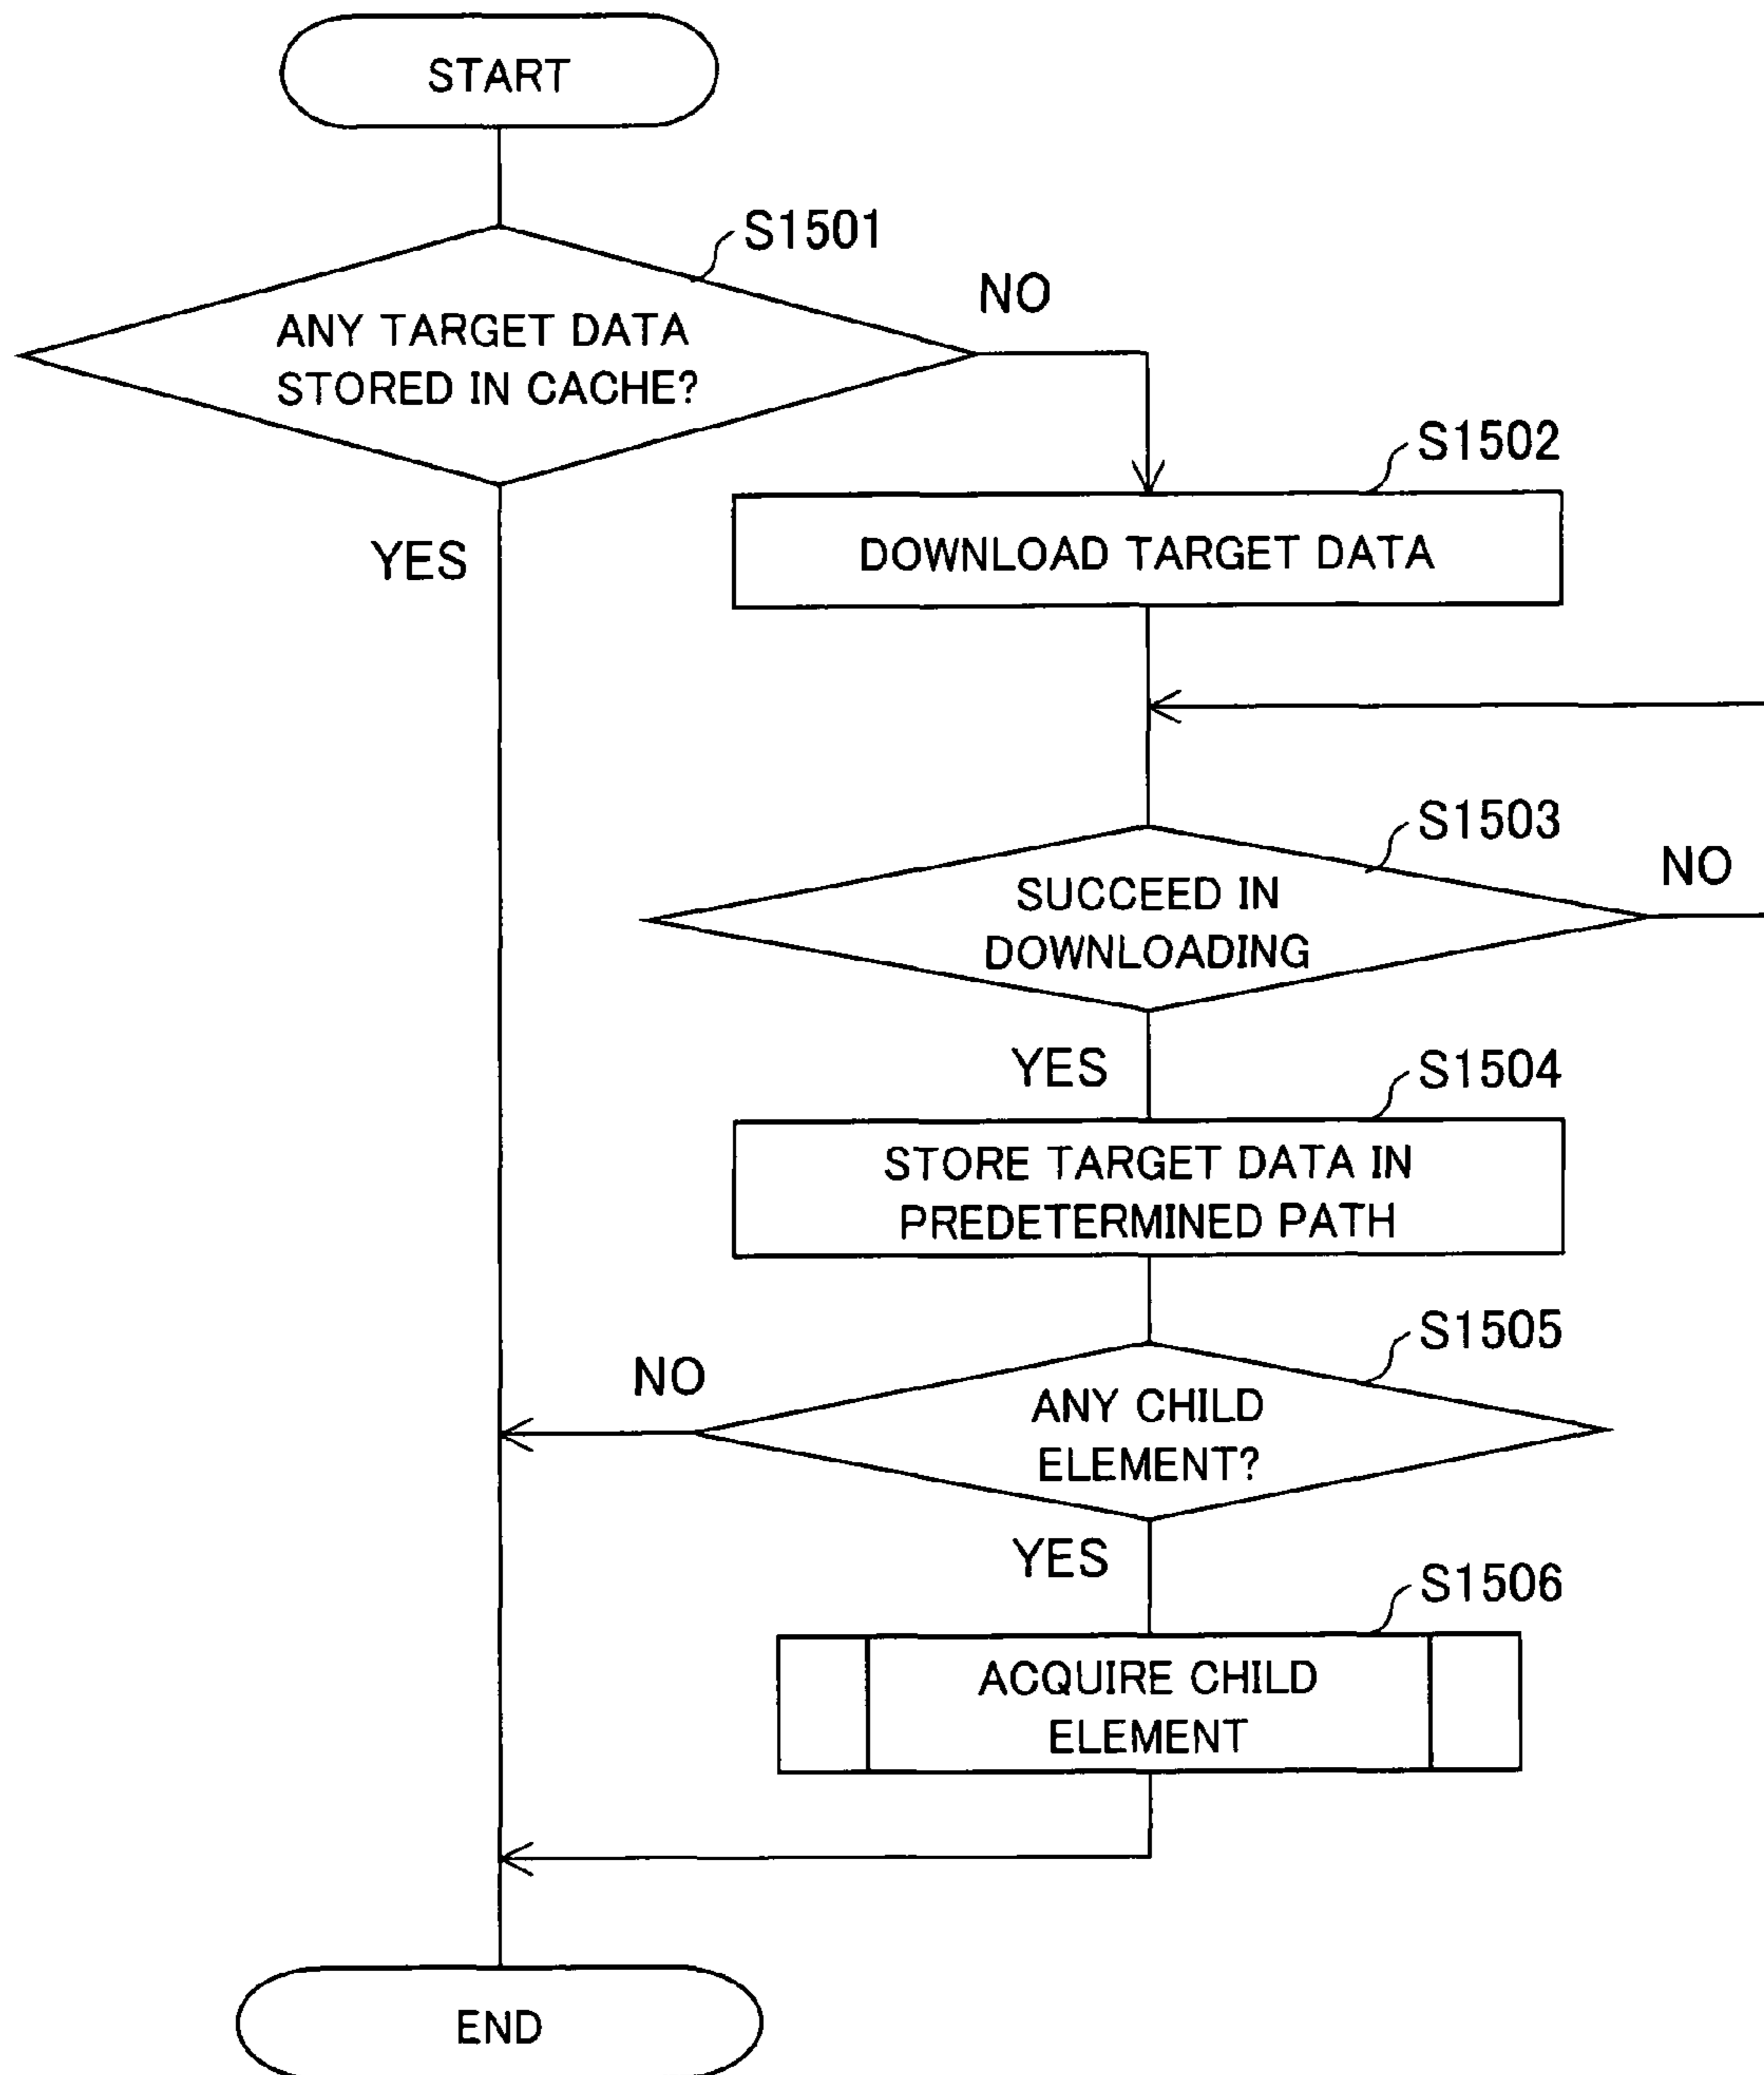 START
S1501
NO
ANY TARGET DATA
STORED IN CACHE?
S1502
YES
DOWNLOAD TARGET DATA
S1503
NO
SUCCEED IN
DOWNLOADING
YES
S1504
STORE TARGET DATA IN
PREDETERMINED PATH
S1505
NO
ANY CHILD
ELEMENT?
YES
S1506
ACQUIRE CHILD
ELEMENT
END